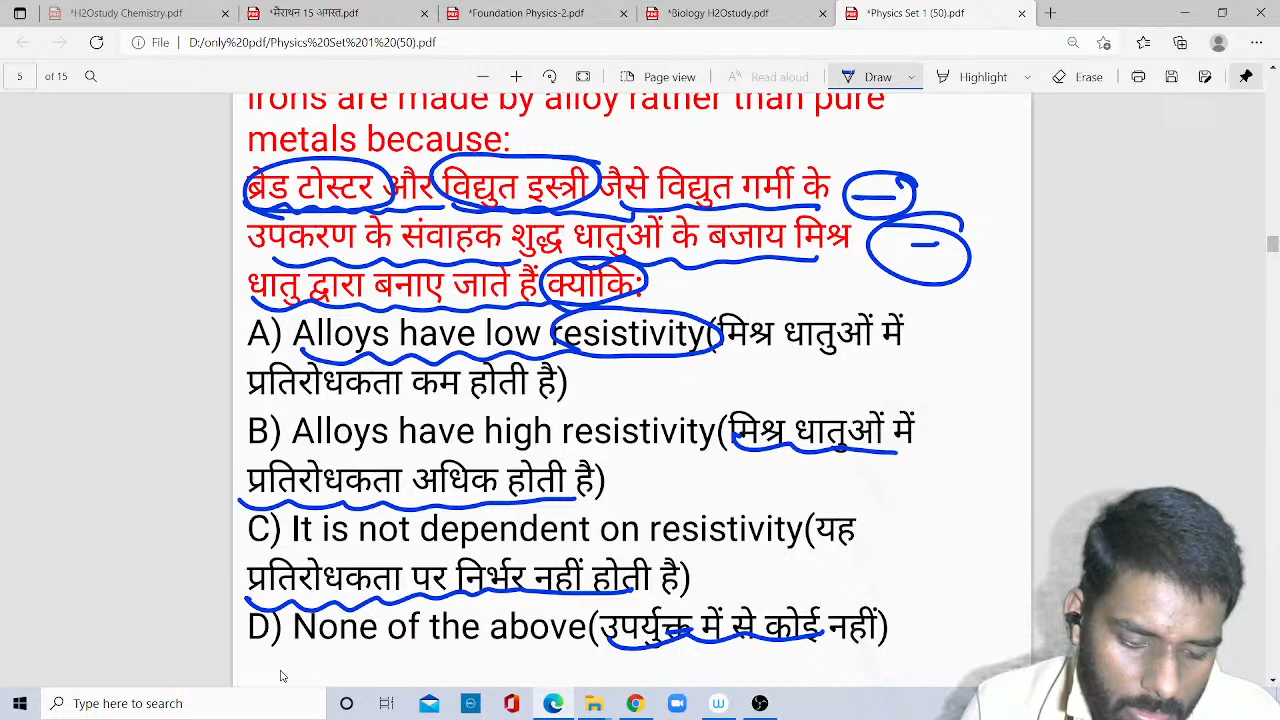 *H2Ostudy Chemistry.pdf
*मैराथन 15 अगस्त.pdf
*Foundation Physics-2.pdf
*Biology H2Ostudy.pdf
*Physics Set 1 (50).pdf
File
D:/only%20pdf/Physics%20Set%201%20(50).pdf
5 of 15
Page view
Read aloud
Draw
Highlight
Erase
irons are made by alloy rather than pure
metals because:
ब्रेड टोस्टर और विद्युत इस्त्री जैसे विद्युत गर्मी के
उपकरण के संवाहक शुद्ध धातुओं के बजाय मिश्र
धातु द्वारा बनाए जाते हैं क्योंकि:
A) Alloys have low resistivity(मिश्र धातुओं में
प्रतिरोधकता कम होती है)
B) Alloys have high resistivity(मिश्र धातुओं में
प्रतिरोधकता अधिक होती है)
C) It is not dependent on resistivity(यह
प्रतिरोधकता पर निर्भर नहीं होती है)
D) None of the above(उपर्युक्त में से कोई नहीं)
Type here to search